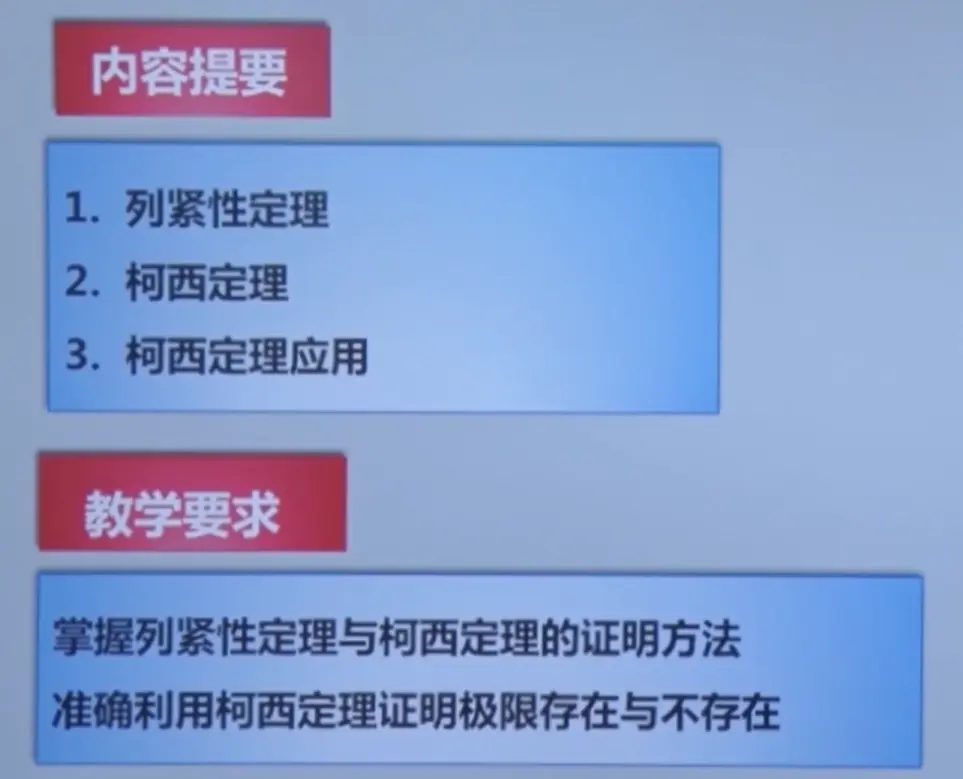 内容提要
1. 列紧性定理
2. 柯西定理
3. 柯西定理应用
教学要求
掌握列紧性定理与柯西定理的证明方法
准确利用柯西定理证明极限存在与不存在